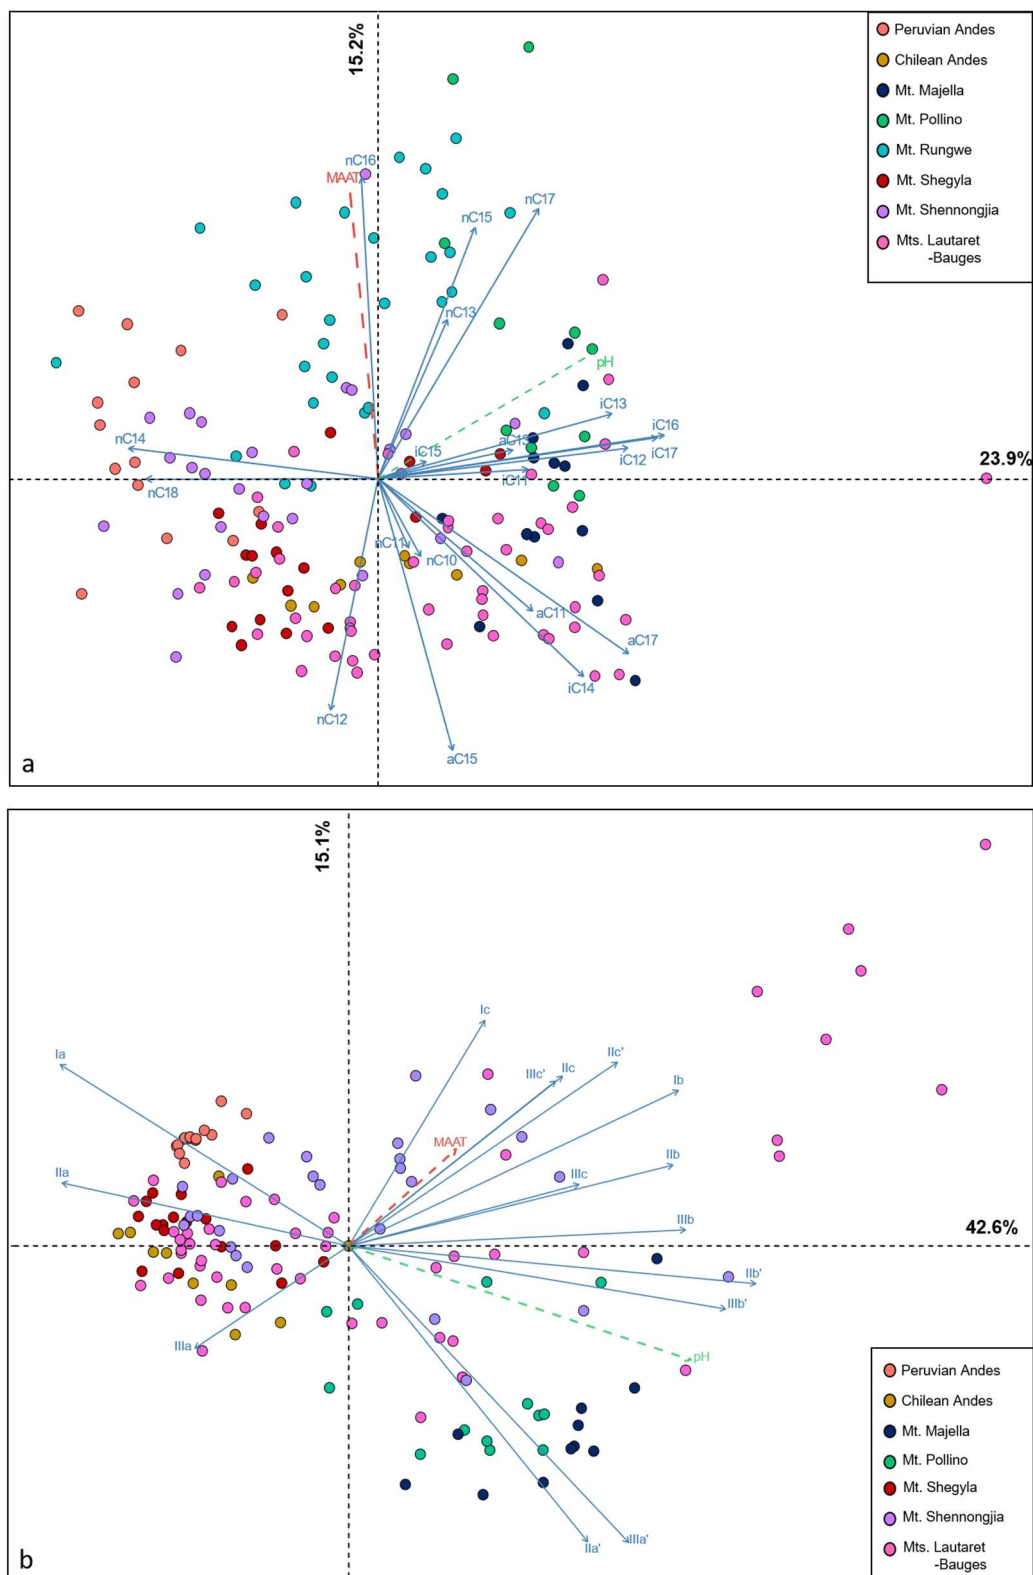 15.2%
Peruvian Andes
Chilean Andes
Mt. Majella
Mt. Pollino
Mt. Rungwe
Mt. Shegyla
Mt. Shennongjia
Mts. Lautaret
-Bauges
nC16
MAAT
nC15
nC17
nC13
pH
iC13
iC16
nC14
iC15
aC13
iC12
iC17
23.9%
nC18
iC11
nC11
nC10
aC11
aC17
iC14
nC12
aC15
a
15.1%
Ic
Ia
IIIc'
IIc
IIc'
Ib
MAAT
IIa
IIIc
IIb
IIIb
42.6%
IIb'
IIIb'
IIIa
pH
Peruvian Andes
Chilean Andes
Mt. Majella
Mt. Pollino
Mt. Shegyla
Mt. Shennongjia
Mts. Lautaret
-Bauges
IIa'
IIIa'
b